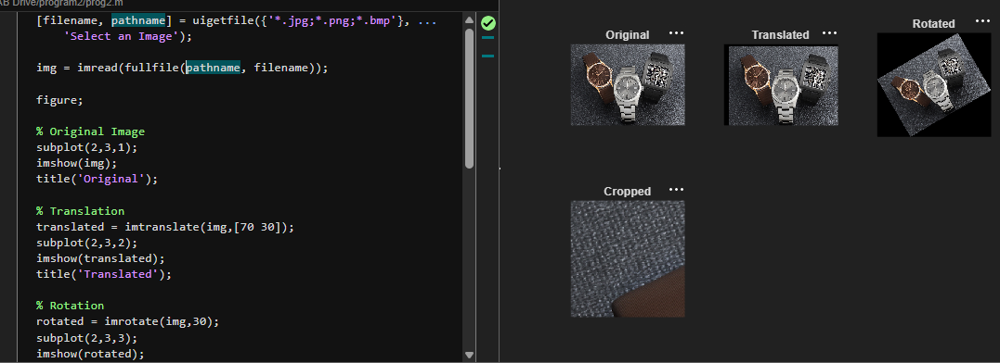 AB Drive/program2/prog2.m
[filename, pathname] = uigetfile({'*.jpg;*.png;*.bmp'}, ...
'Select an Image');
img = imread(fullfile(pathname, filename));
figure;
% Original Image
subplot(2,3,1);
imshow(img);
title('Original');
% Translation
translated = imtranslate(img,[70 30]);
subplot(2,3,2);
imshow(translated);
title('Translated');
% Rotation
rotated = imrotate(img,30);
subplot(2,3,3);
imshow(rotated);
Original
Translated
Rotated
Cropped